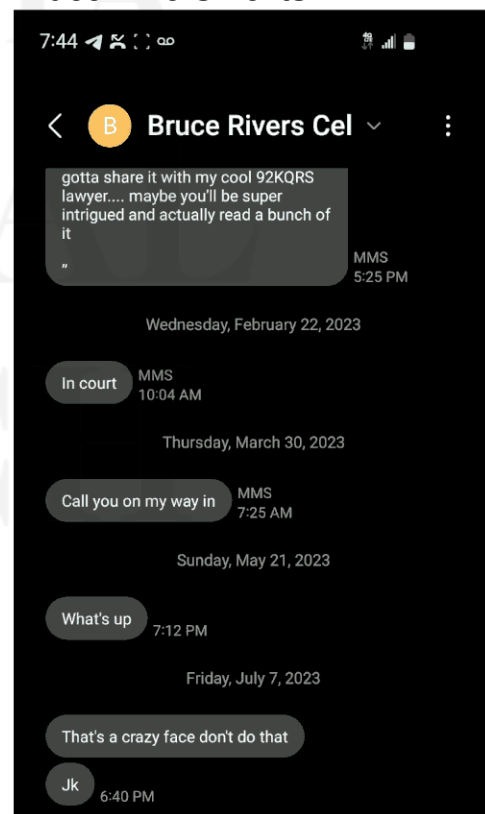 7:44
4G
B Bruce Rivers Cel
gotta share it with my cool 92KQRS
lawyer.... maybe you'll be super
intrigued and actually read a bunch of
it
"
MMS
5:25 PM
Wednesday, February 22, 2023
In court
MMS
10:04 AM
Thursday, March 30, 2023
Call you on my way in
MMS
7:25 AM
Sunday, May 21, 2023
What's up
7:12 PM
Friday, July 7, 2023
That's a crazy face don't do that
Jk
6:40 PM